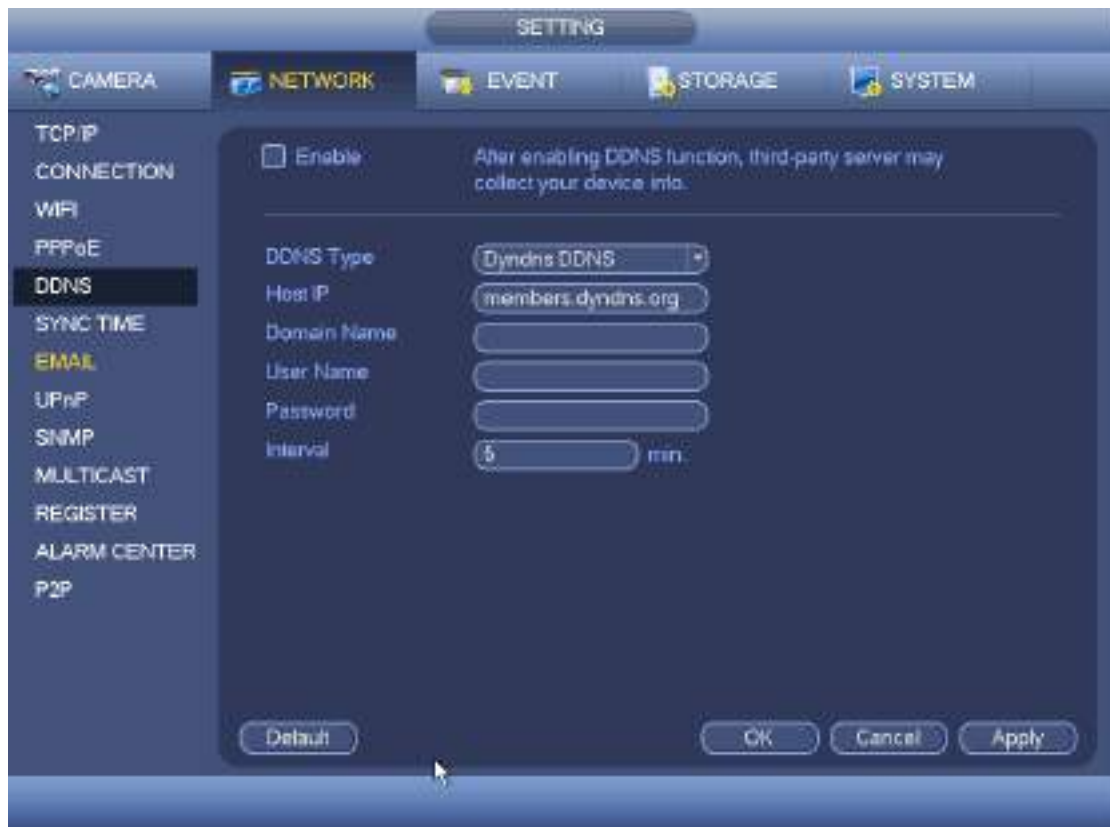 SETTING
CAMERA NETWORK EVENT STORAGE SYSTEM
TCP/IP
CONNECTION
WIFI
PPPoE
DDNS
SYNC TIME
EMAIL
UPnP
SNMP
MULTICAST
REGISTER
ALARM CENTER
P2P
Enable
After enabling DDNS function, third-party server may
collect your device info.
DDNS Type Dyndns DDNS
Host IP members.dyndns.org
Domain Name
User Name
Password
Interval 5 min.
Default OK Cancel Apply